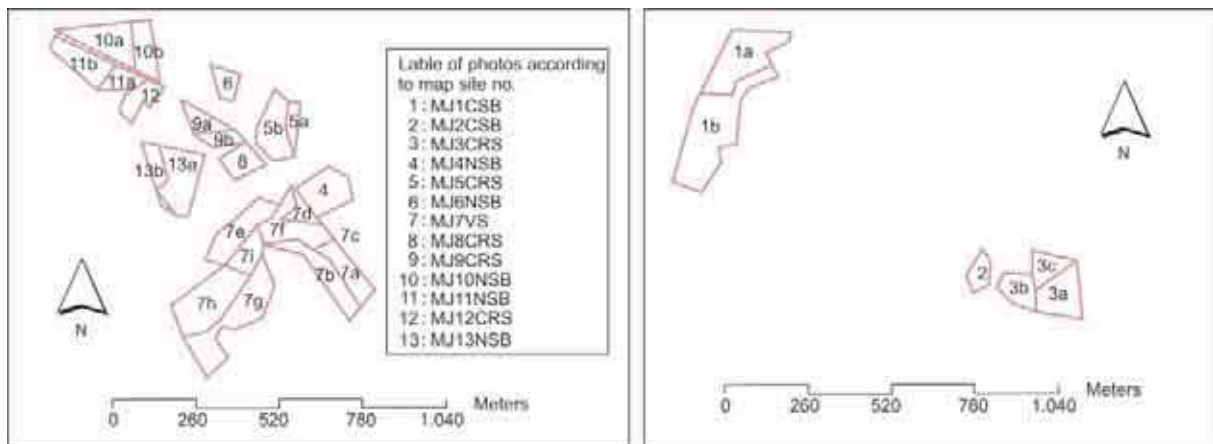 10a
10b
11b
11a
12
6
9a
9b
5b
5a
8
13b
13a
4
7d
7e
7f
7c
7i
7b
7a
7h
7g
N
0 260 520 780 1.040
Meters
Lable of photos according
to map site no.
1 : MJ1CSB
2 : MJ2CSB
3 : MJ3CRS
4 : MJ4NSB
5 : MJ5CRS
6 : MJ6NSB
7 : MJ7VS
8 : MJ8CRS
9 : MJ9CRS
10 : MJ10NSB
11 : MJ11NSB
12 : MJ12CRS
13 : MJ13NSB
1a
1b
N
2
3c
3b
3a
0 260 520 780 1.040
Meters